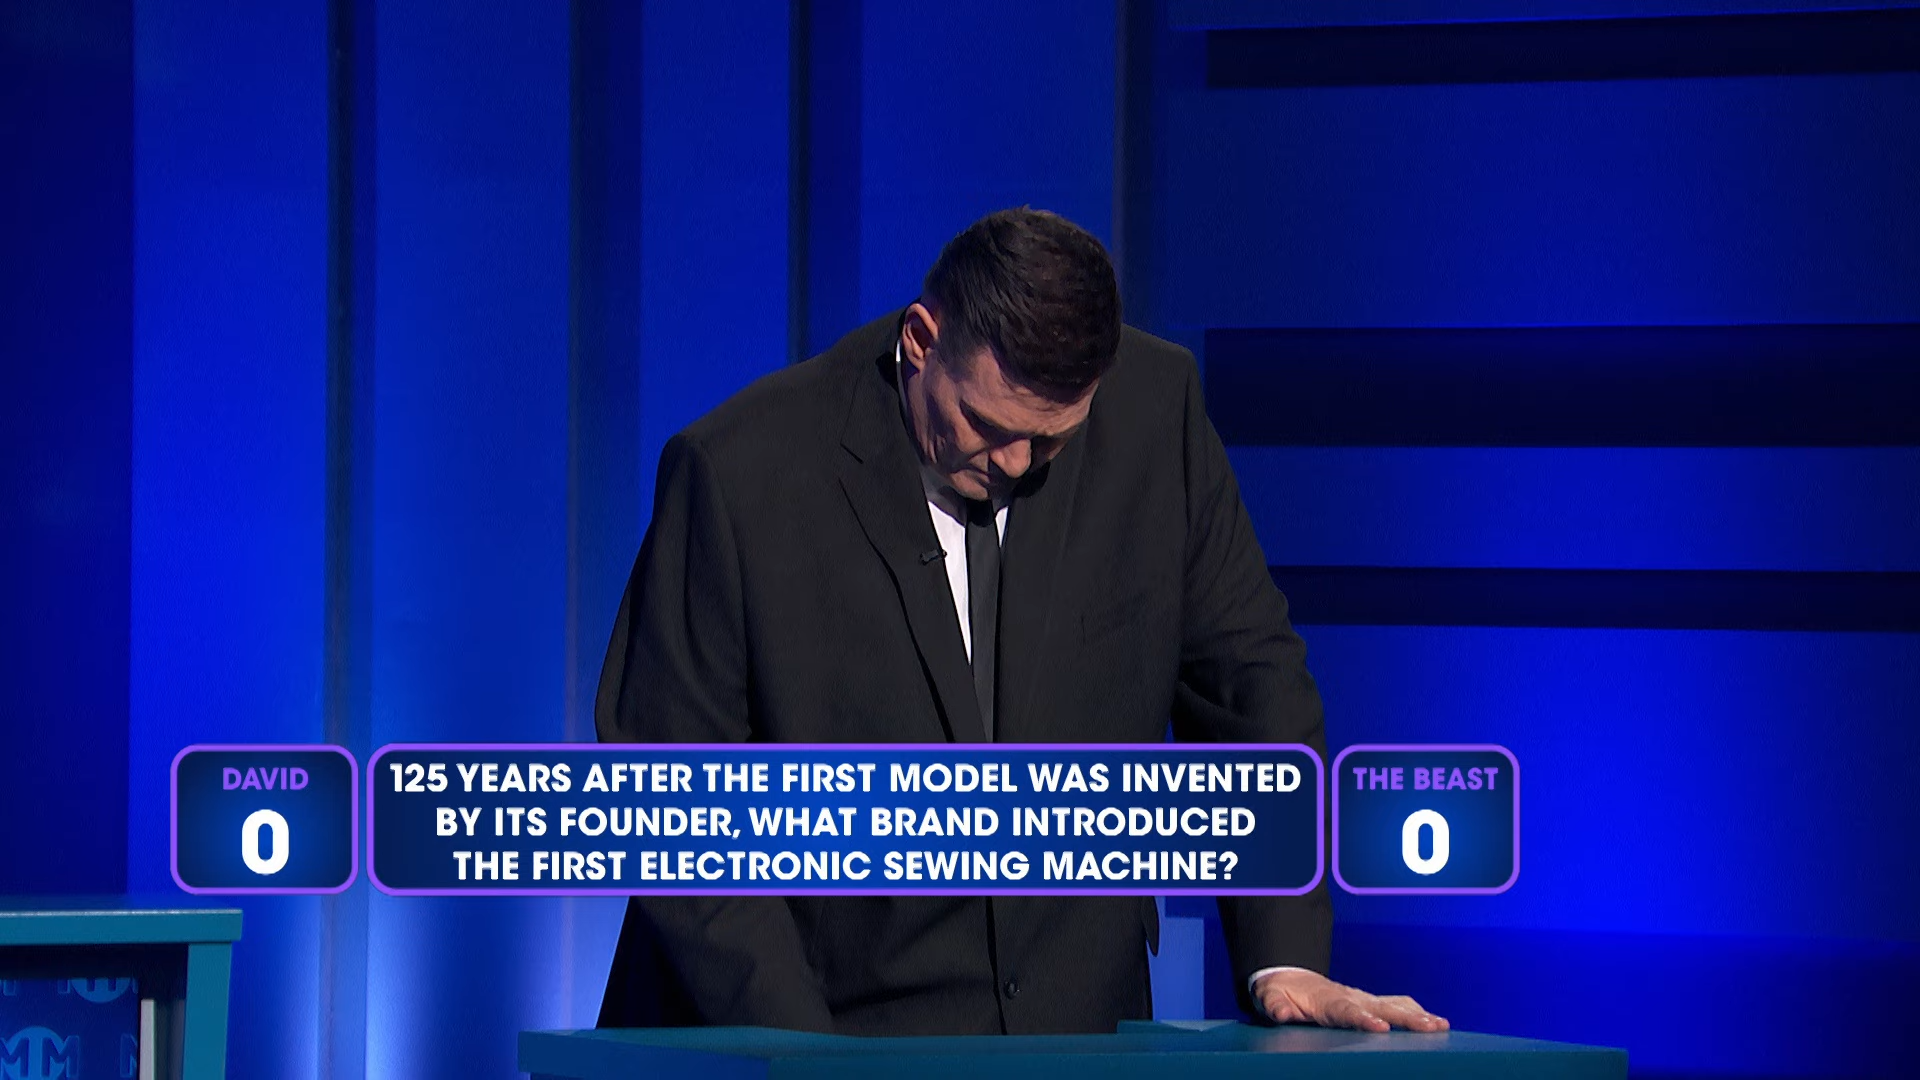 DAVID
0
125 YEARS AFTER THE FIRST MODEL WAS INVENTED
BY ITS FOUNDER, WHAT BRAND INTRODUCED
THE FIRST ELECTRONIC SEWING MACHINE?
THE BEAST
0